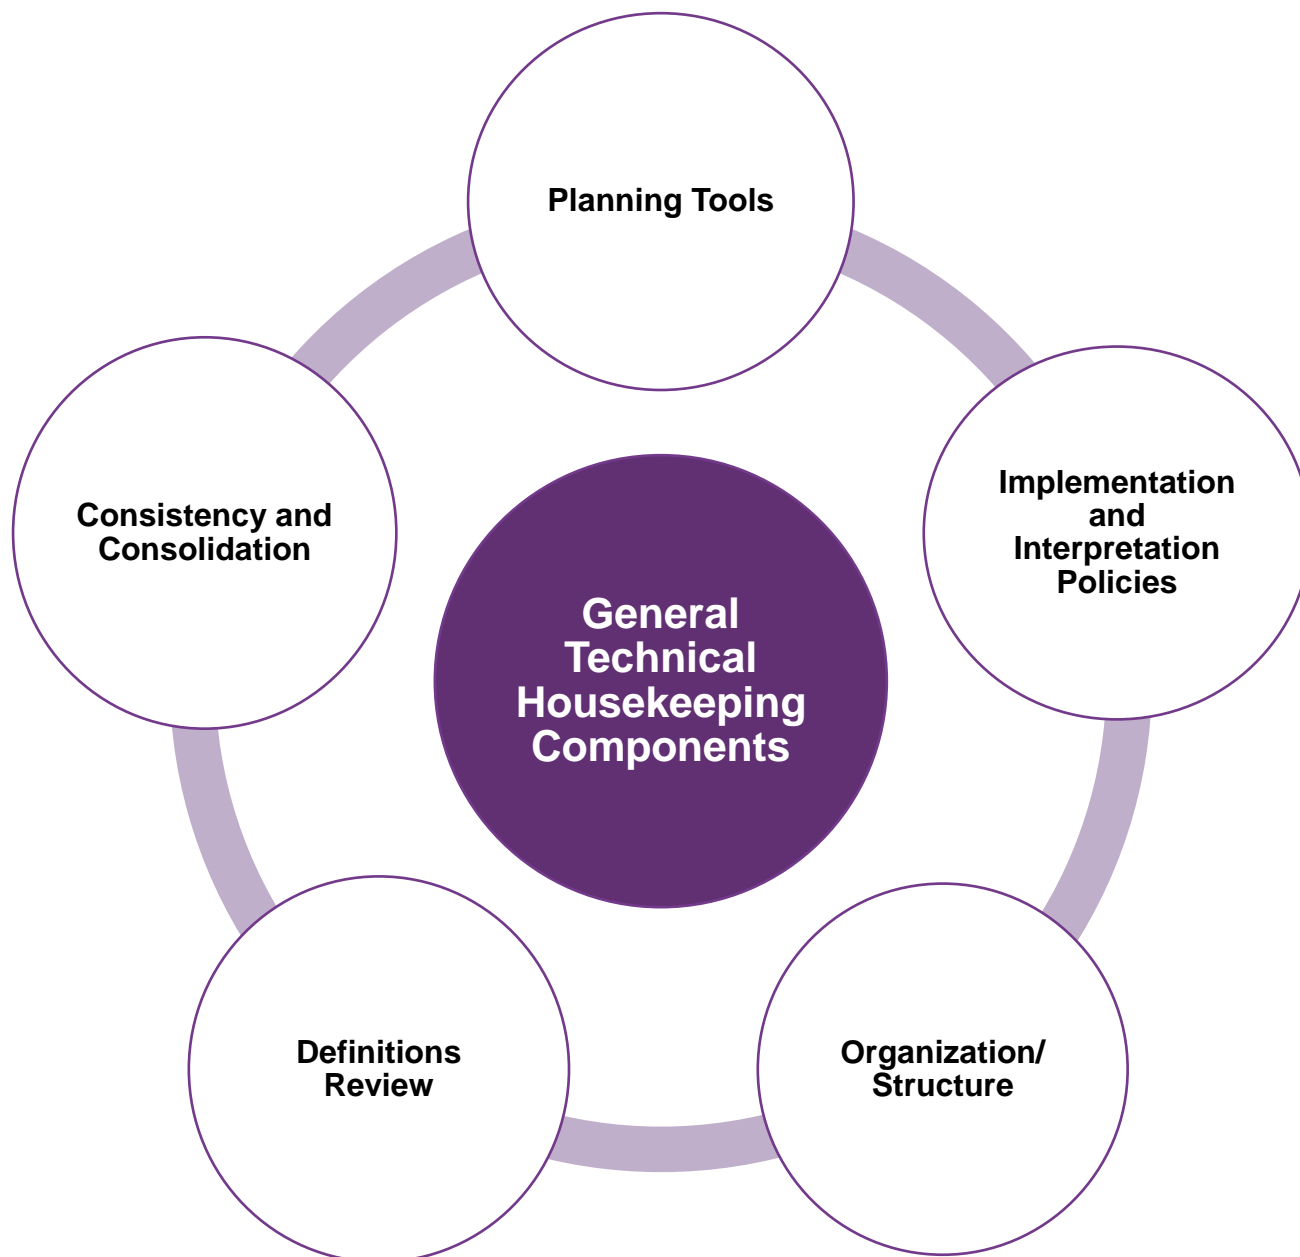 Planning Tools
Implementation
and
Interpretation
Policies
Consistency and
Consolidation
General
Technical
Housekeeping
Components
Definitions
Review
Organization/
Structure